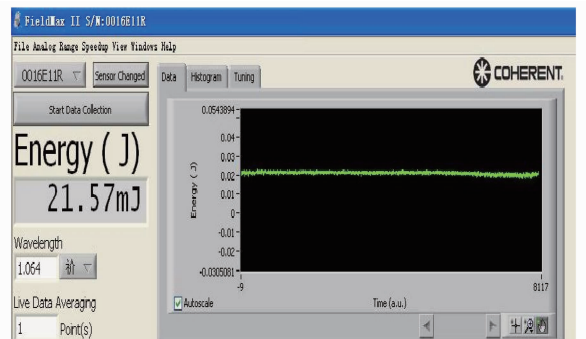 FieldMax II S/N:0016E11R
File Analog Range Speedup View Windows Help
0016E11R
Sensor Changed
Start Data Collection
Energy ( J)
21.57mJ
Wavelength
1.064
祄
Live Data Averaging
1
Point(s)
Data
Histogram
Tuning
COHERENT.
0.0543894
0.04
0.03
0.02
0.01
0
-0.01
-0.02
-0.0305081
Energy ( J)
-9
8117
Time (a.u.)
Autoscale